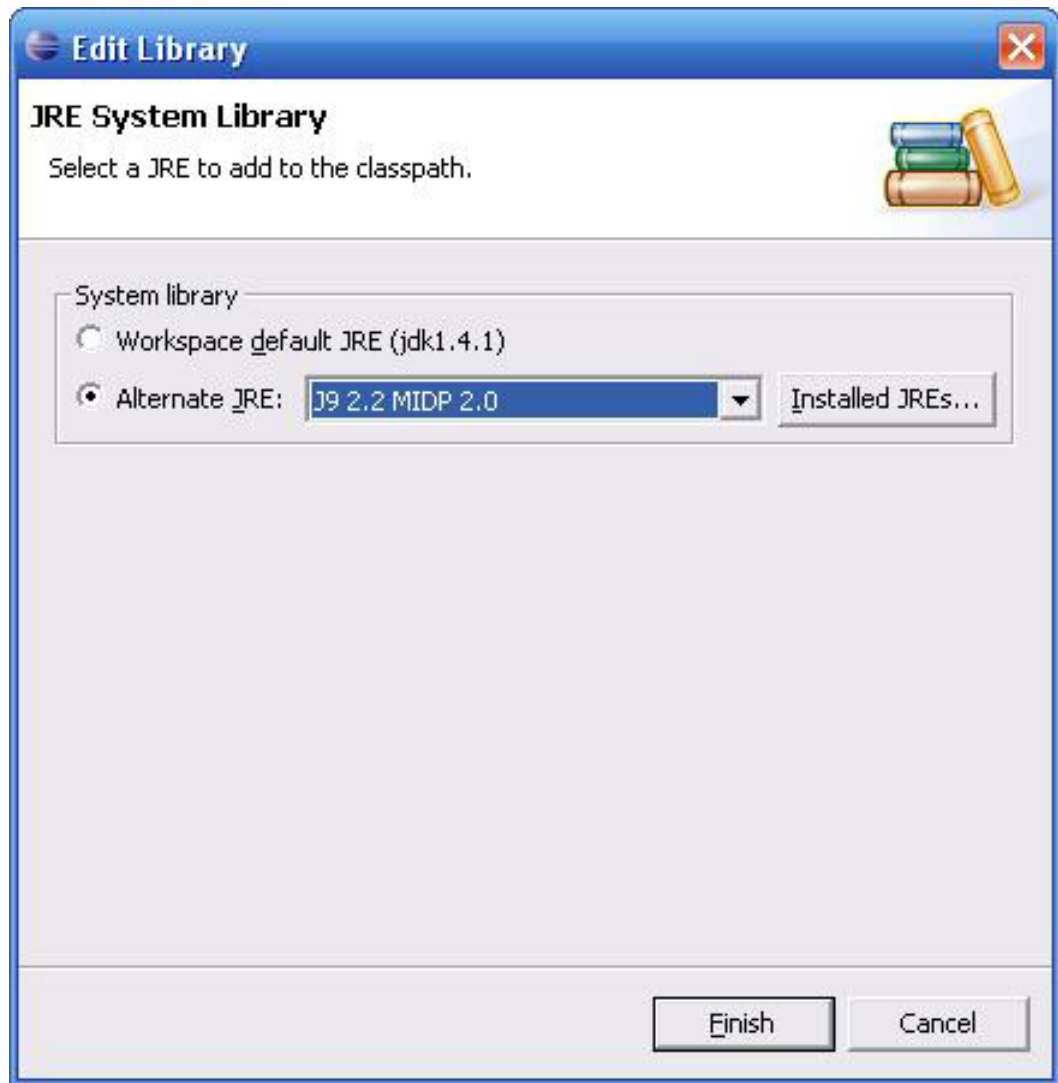 Edit Library
JRE System Library
Select a JRE to add to the classpath.
System library
Workspace default JRE (jdk1.4.1)
Alternate JRE: J9 2.2 MIDP 2.0 Installed JREs...
Finish Cancel